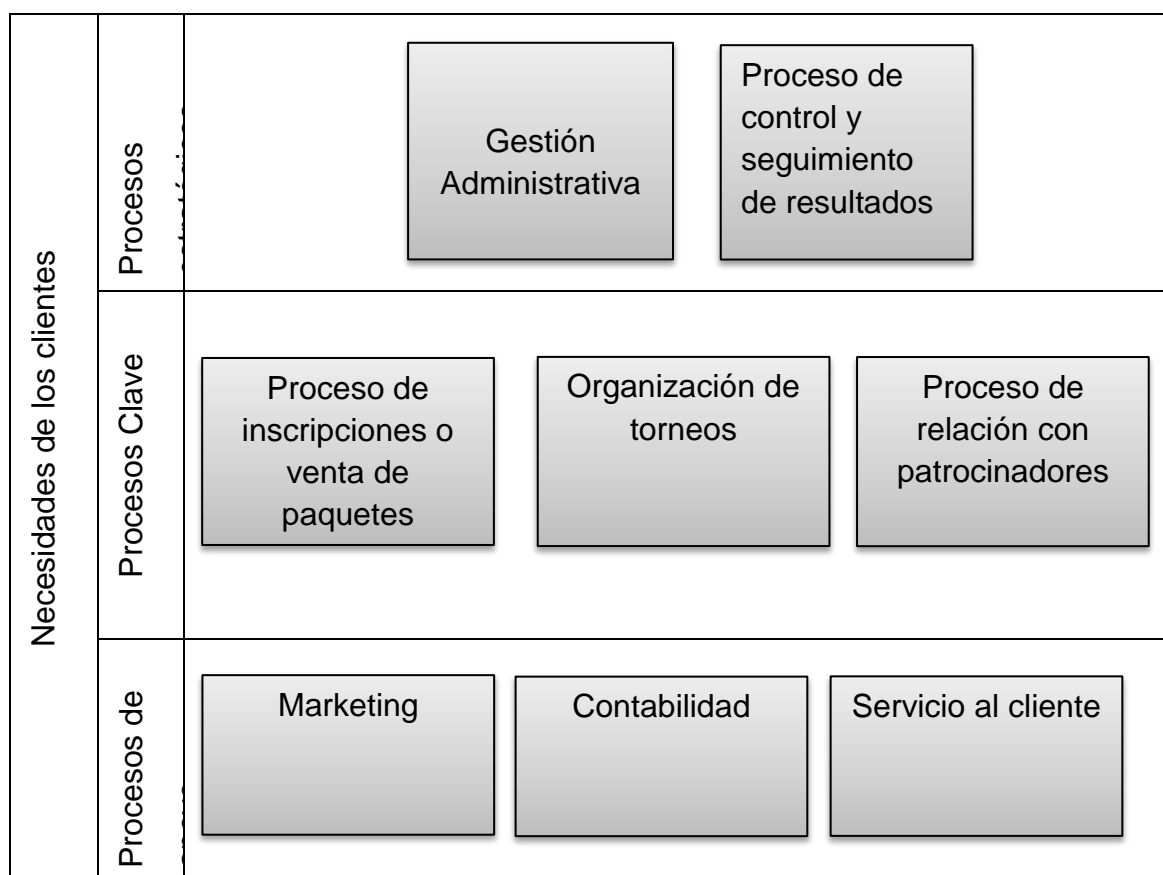 Necesidades de los clientes
Procesos
Gestión
Administrativa
Proceso de
control y
seguimiento
de resultados
Procesos Clave
Proceso de
inscripciones o
venta de
paquetes
Organización de
torneos
Proceso de
relación con
patrocinadores
Procesos de
Marketing
Contabilidad
Servicio al cliente